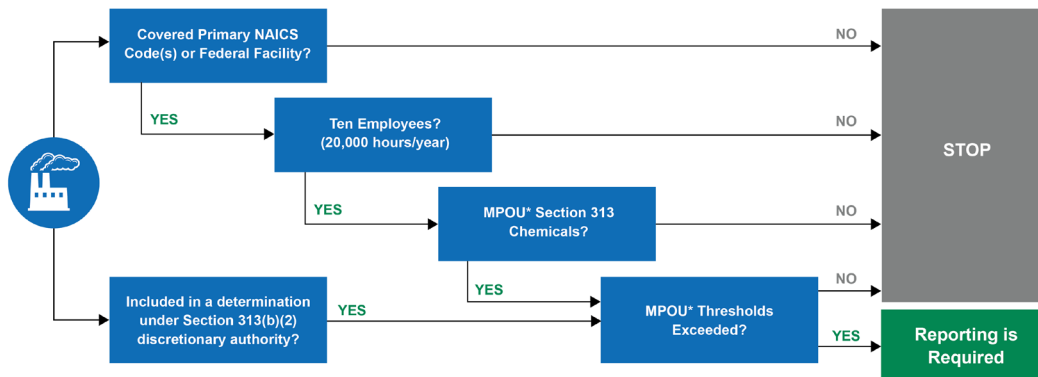 Covered Primary NAICS
Code(s) or Federal Facility?
NO
YES
Ten Employees?
(20,000 hours/year)
NO
STOP
YES
MPOU* Section 313
Chemicals?
NO
YES
Included in a determination
under Section 313(b)(2)
discretionary authority?
YES
MPOU* Thresholds
Exceeded?
NO
YES
Reporting is
Required